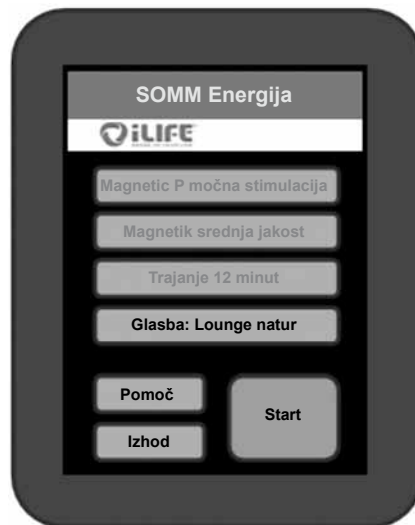 SOMM Energija
iLIFE
Magnetic P močna stimulacija
Magnetik srednja jakost
Trajanje 12 minut
Glasba: Lounge natur
Pomoč
Start
Izhod